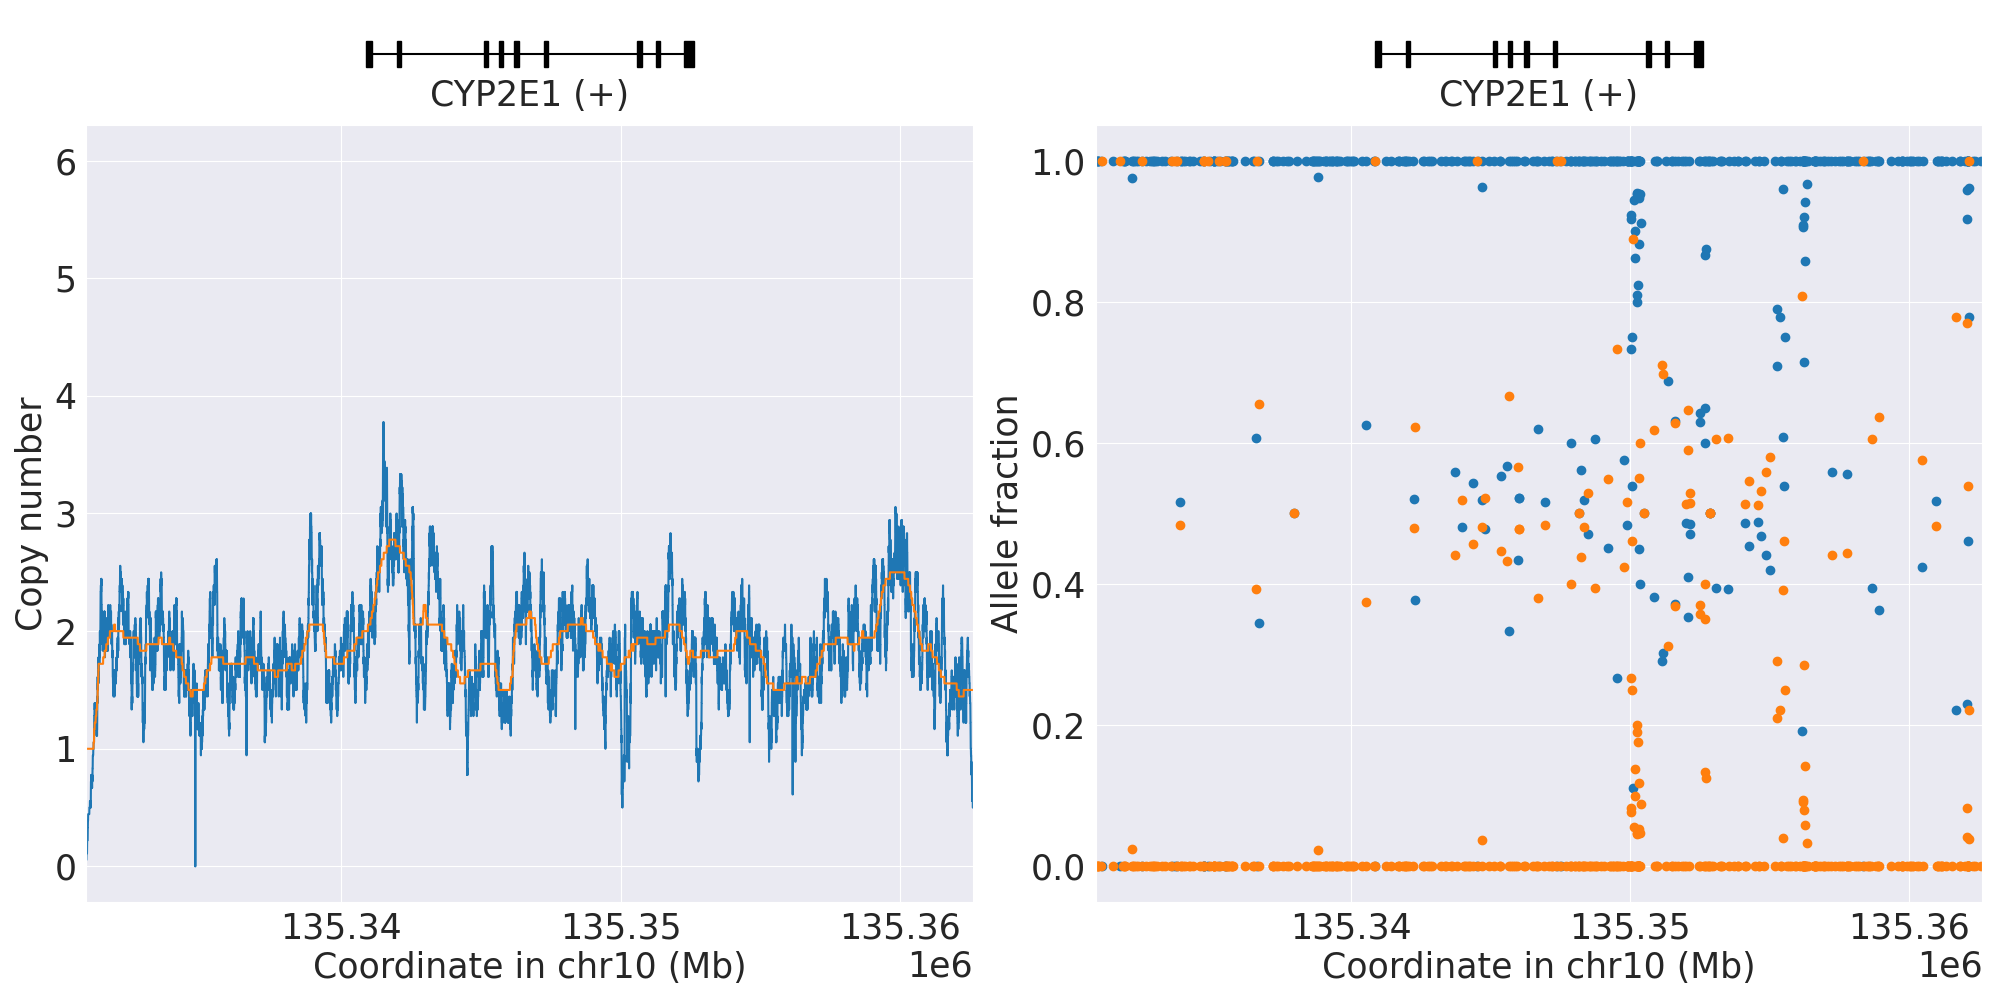 CYP2E1 (+)
CYP2E1 (+)
Copy number
6
5
4
3
2
1
0
135.34
135.35
135.36
Coordinate in chr10 (Mb)
1e6
Allele fraction
1.0
0.8
0.6
0.4
0.2
0.0
135.34
135.35
135.36
Coordinate in chr10 (Mb)
1e6